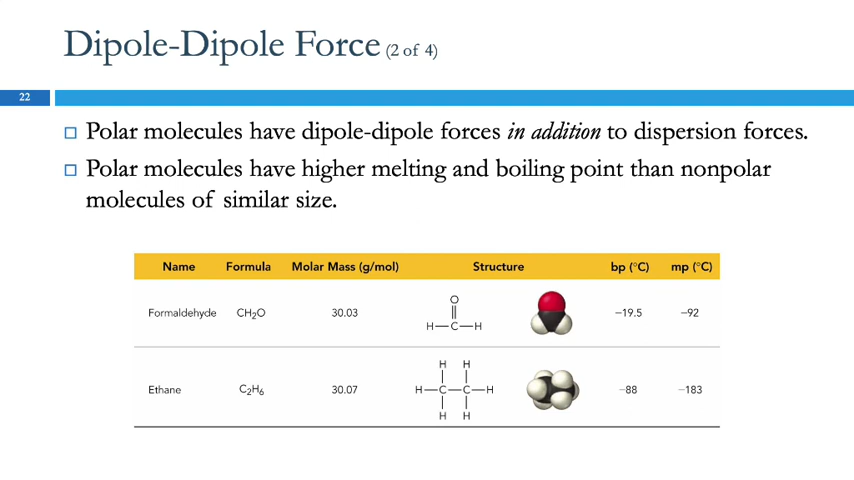 Dipole-Dipole Force (2 of 4)
22
Polar molecules have dipole-dipole forces in addition to dispersion forces.
Polar molecules have higher melting and boiling point than nonpolar
molecules of similar size.
Name Formula Molar Mass (g/mol) Structure bp (°C) mp (°C)
O
Formaldehyde CH₂O 30.03 −19.5 −92
H—C—H
H H
Ethane C₂H₆ 30.07 H—C—C—H −88 −183
H H